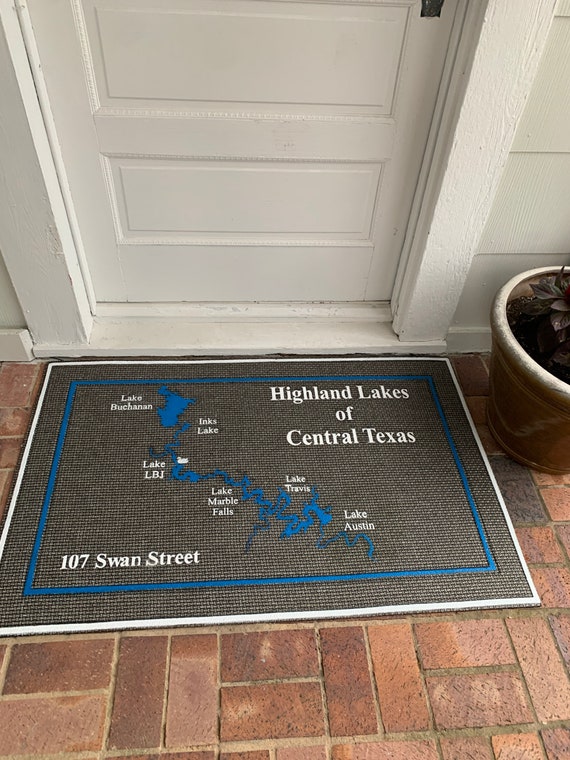 Highland Lakes
of
Central Texas
Lake
Buchanan
Inks
Lake
Lake
LBJ
Lake
Marble
Falls
Lake
Travis
Lake
Austin
107 Swan Street